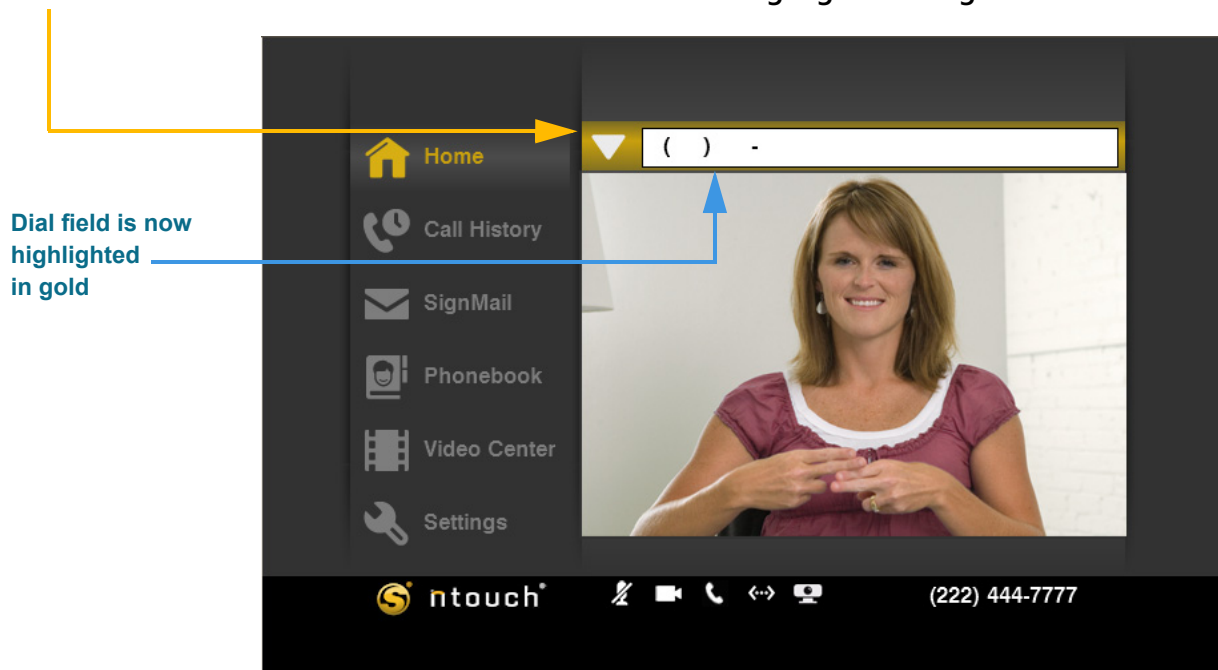 ( ) -
Home
Dial field is now
highlighted
in gold
Call History
SignMail
Phonebook
Video Center
Settings
ntouch®
(222) 444-7777